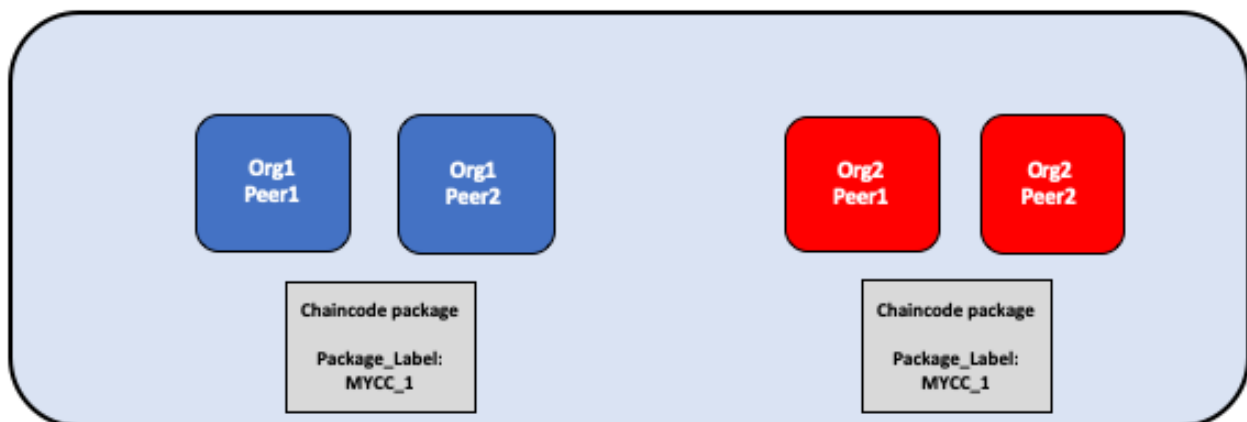 Org1
Peer1
Org1
Peer2
Org2
Peer1
Org2
Peer2
Chaincode package
Package_Label:
MYCC_1
Chaincode package
Package_Label:
MYCC_1